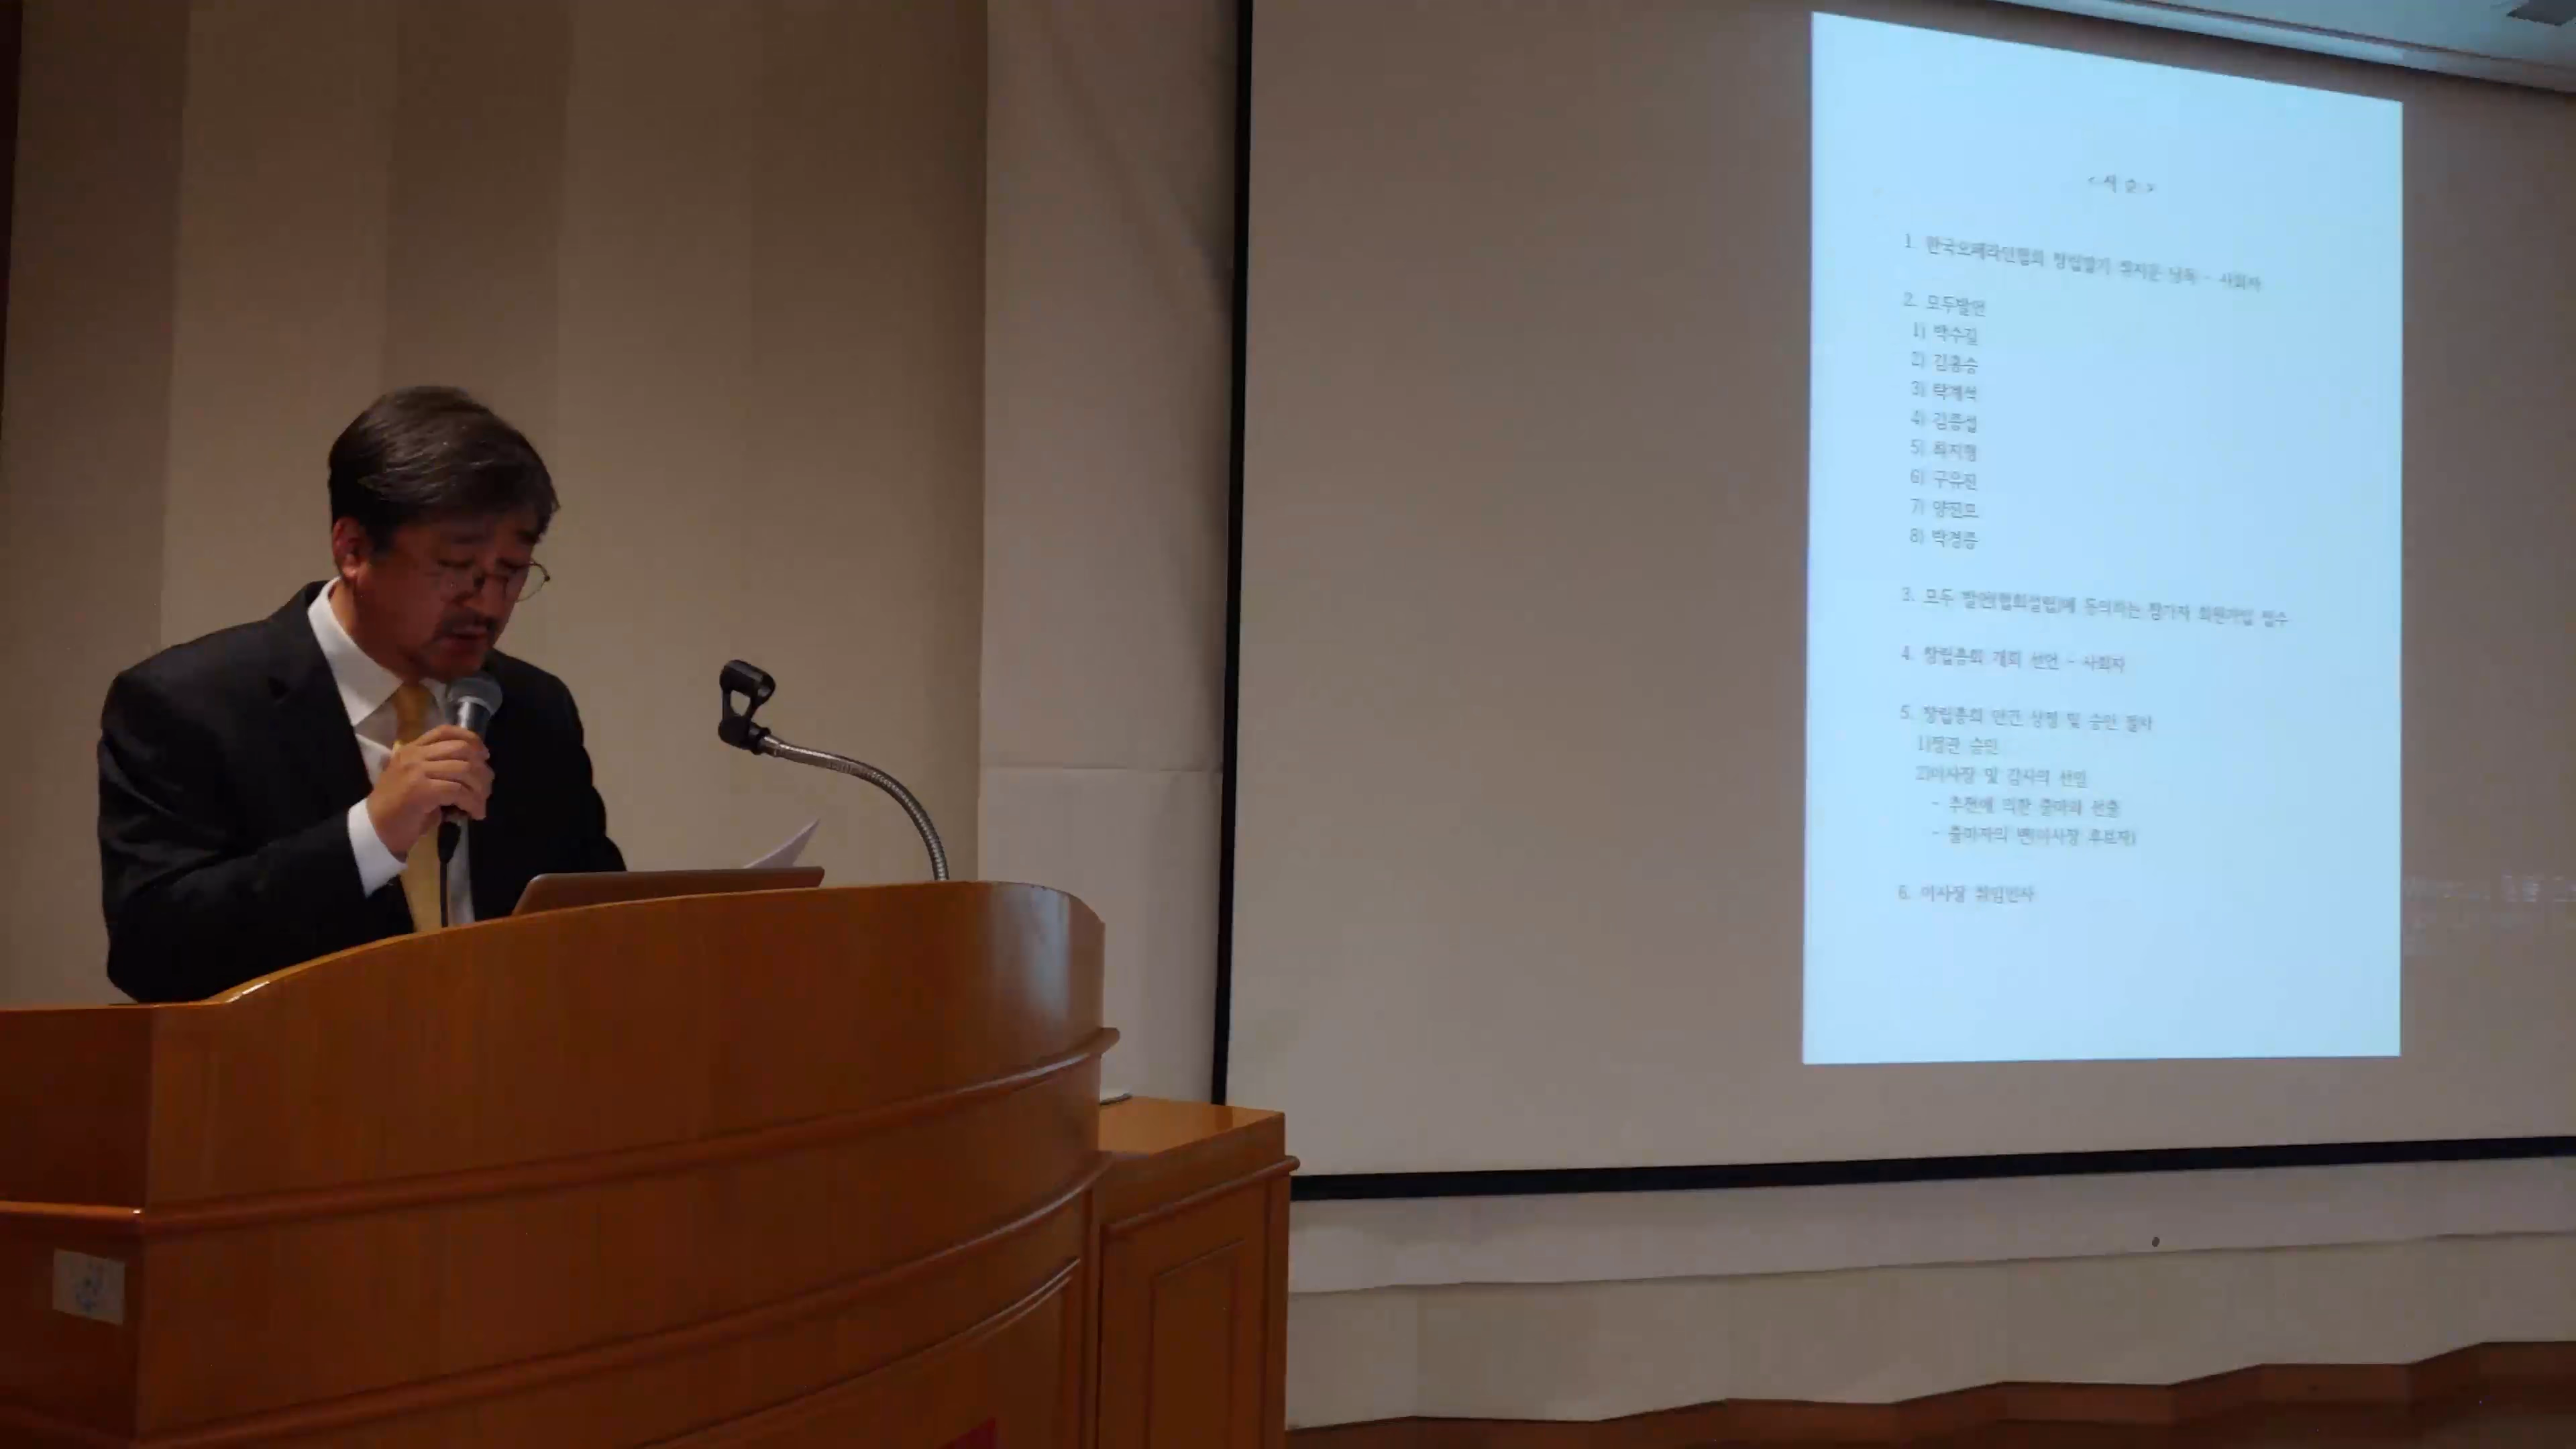 < 식 순 >
1. 한국오페라인협회 창립발기 취지문 낭독 - 사회자
2. 모두발언
1) 박수길
2) 김홍승
3) 탁계석
4) 김종섭
5) 최지형
6) 구유진
7) 양진모
8) 박경준
3. 모두 발언(협회설립)에 동의하는 참가자 회원가입 접수
4. 창립총회 개회 선언 - 사회자
5. 창립총회 안건 상정 및 승인 절차
1)정관 승인
2)이사장 및 감사의 선임
- 추천에 의한 출마와 선출
- 출마자의 변(이사장 후보자)
6. 이사장 취임인사